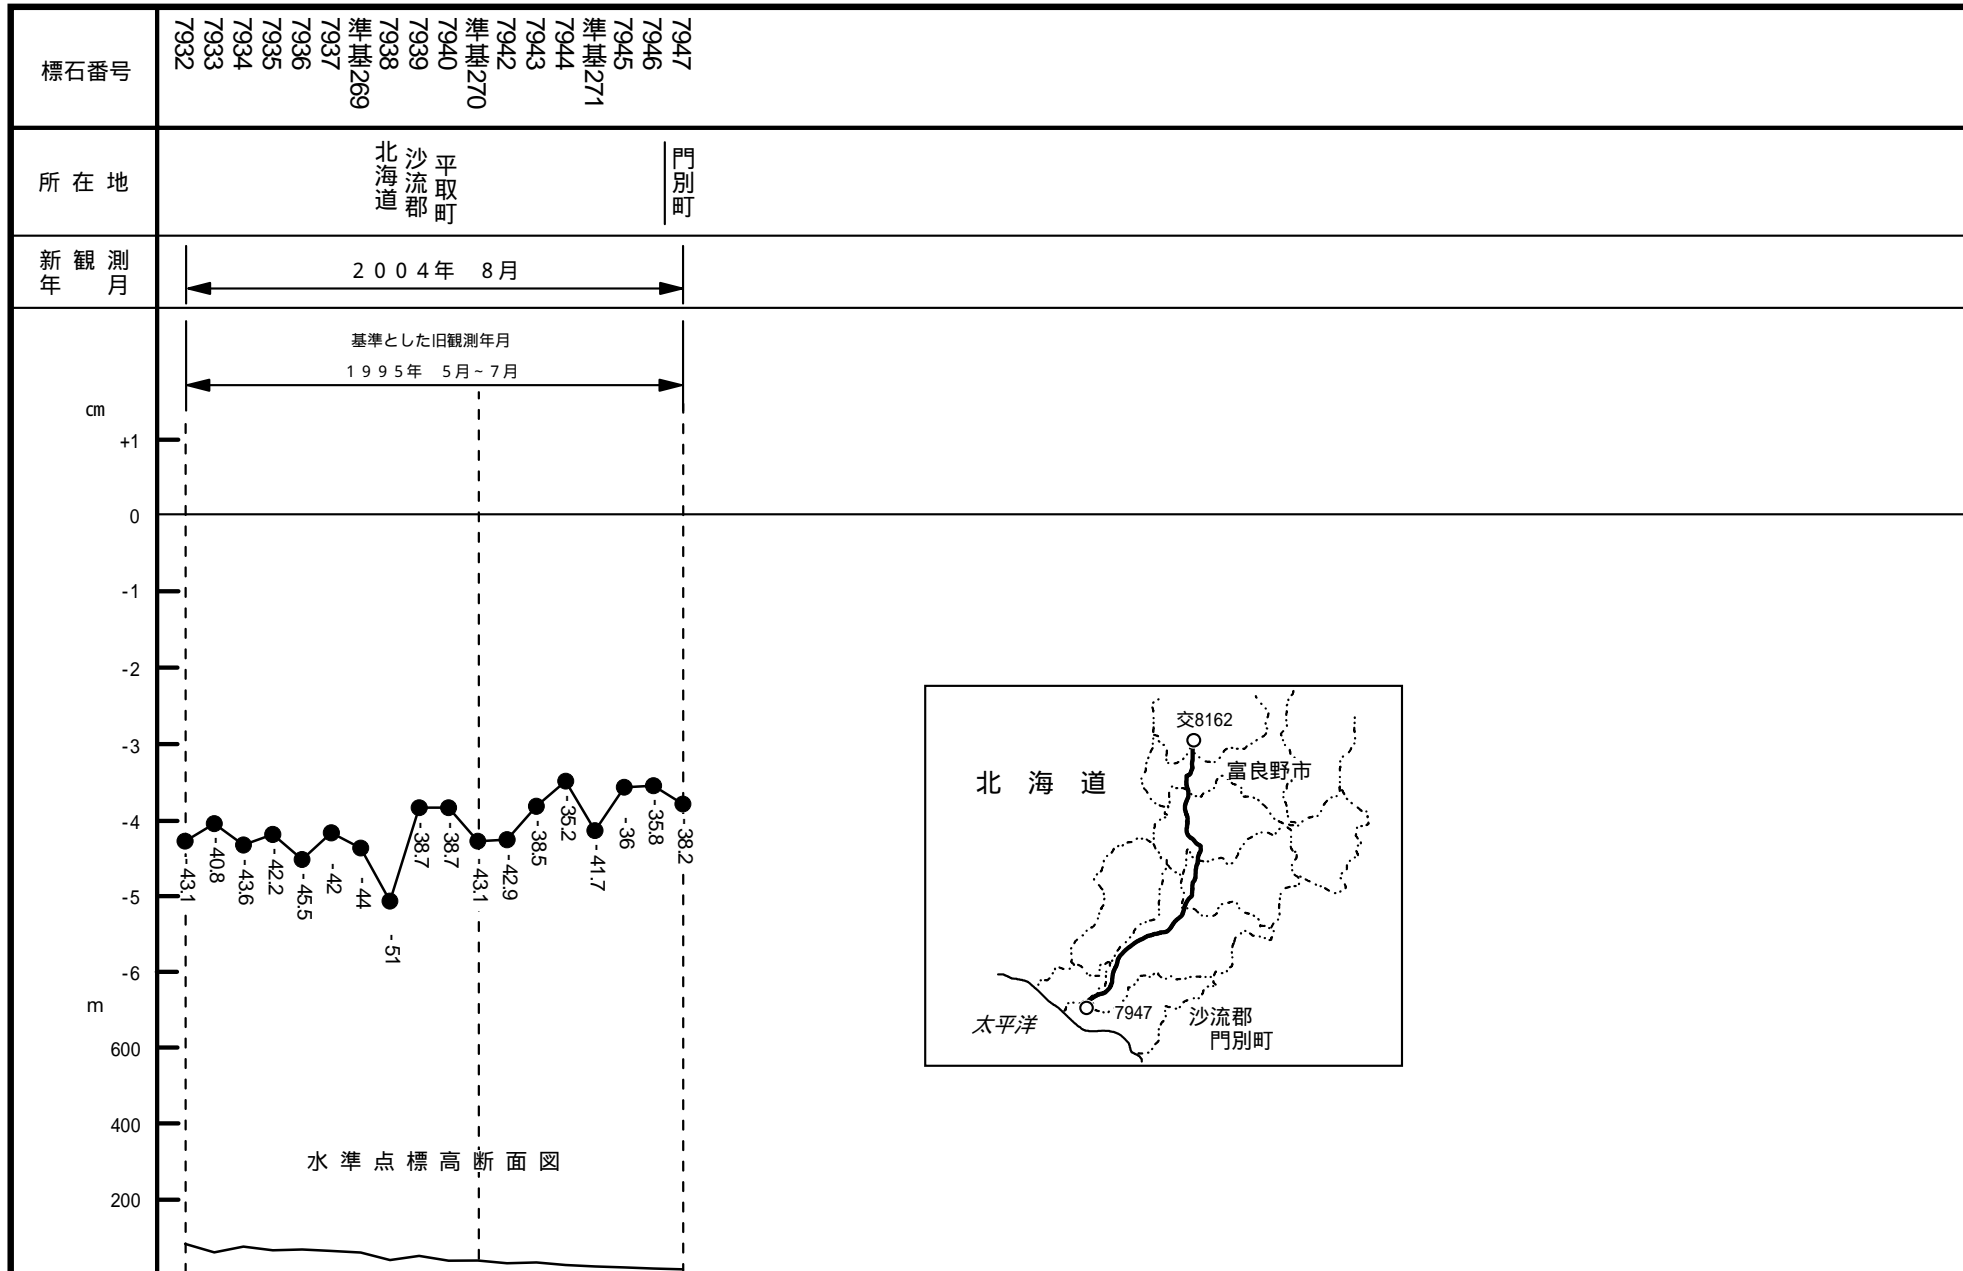 標石番号
7932
7933
7934
7935
7936
7937
準基269
7938
7939
7940
準基270
7942
7943
7944
準基271
7945
7946
7947
所在地
北海道
沙流郡
平取町
門別町
新観測
年 月
2004年 8月
基準とした旧観測年月
1995年 5月~7月
cm
+1
0
-1
-2
-3
-4
-5
-6
-43.1
-40.8
-43.6
-42.2
-45.5
-42
-44
-51
-38.7
-38.7
-43.1
-42.9
-38.5
-35.2
-41.7
-36
-35.8
-38.2
m
600
400
200
水準点標高断面図
交8162
富良野市
北海道
7947
太平洋
沙流郡
門別町